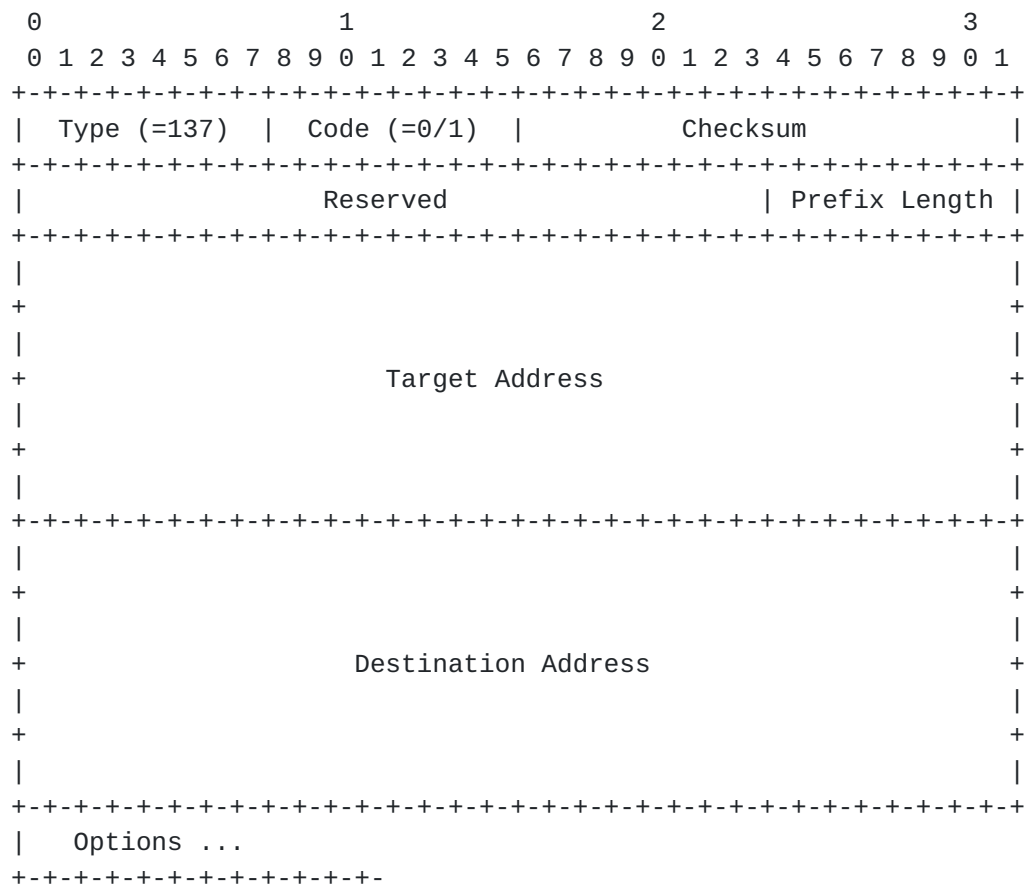 0                   1                   2                   3
 0 1 2 3 4 5 6 7 8 9 0 1 2 3 4 5 6 7 8 9 0 1 2 3 4 5 6 7 8 9 0 1
+-+-+-+-+-+-+-+-+-+-+-+-+-+-+-+-+-+-+-+-+-+-+-+-+-+-+-+-+-+-+-+-+
|  Type (=137)  |  Code (=0/1)  |          Checksum             |
+-+-+-+-+-+-+-+-+-+-+-+-+-+-+-+-+-+-+-+-+-+-+-+-+-+-+-+-+-+-+-+-+
|                   Reserved                    | Prefix Length |
+-+-+-+-+-+-+-+-+-+-+-+-+-+-+-+-+-+-+-+-+-+-+-+-+-+-+-+-+-+-+-+-+
|                                                               |
+                                                               +
|                                                               |
+                       Target Address                          +
|                                                               |
+                                                               +
|                                                               |
+-+-+-+-+-+-+-+-+-+-+-+-+-+-+-+-+-+-+-+-+-+-+-+-+-+-+-+-+-+-+-+-+
|                                                               |
+                                                               +
|                                                               |
+                     Destination Address                       +
|                                                               |
+                                                               +
|                                                               |
+-+-+-+-+-+-+-+-+-+-+-+-+-+-+-+-+-+-+-+-+-+-+-+-+-+-+-+-+-+-+-+-+
|   Options ...
+-+-+-+-+-+-+-+-+-+-+-+-